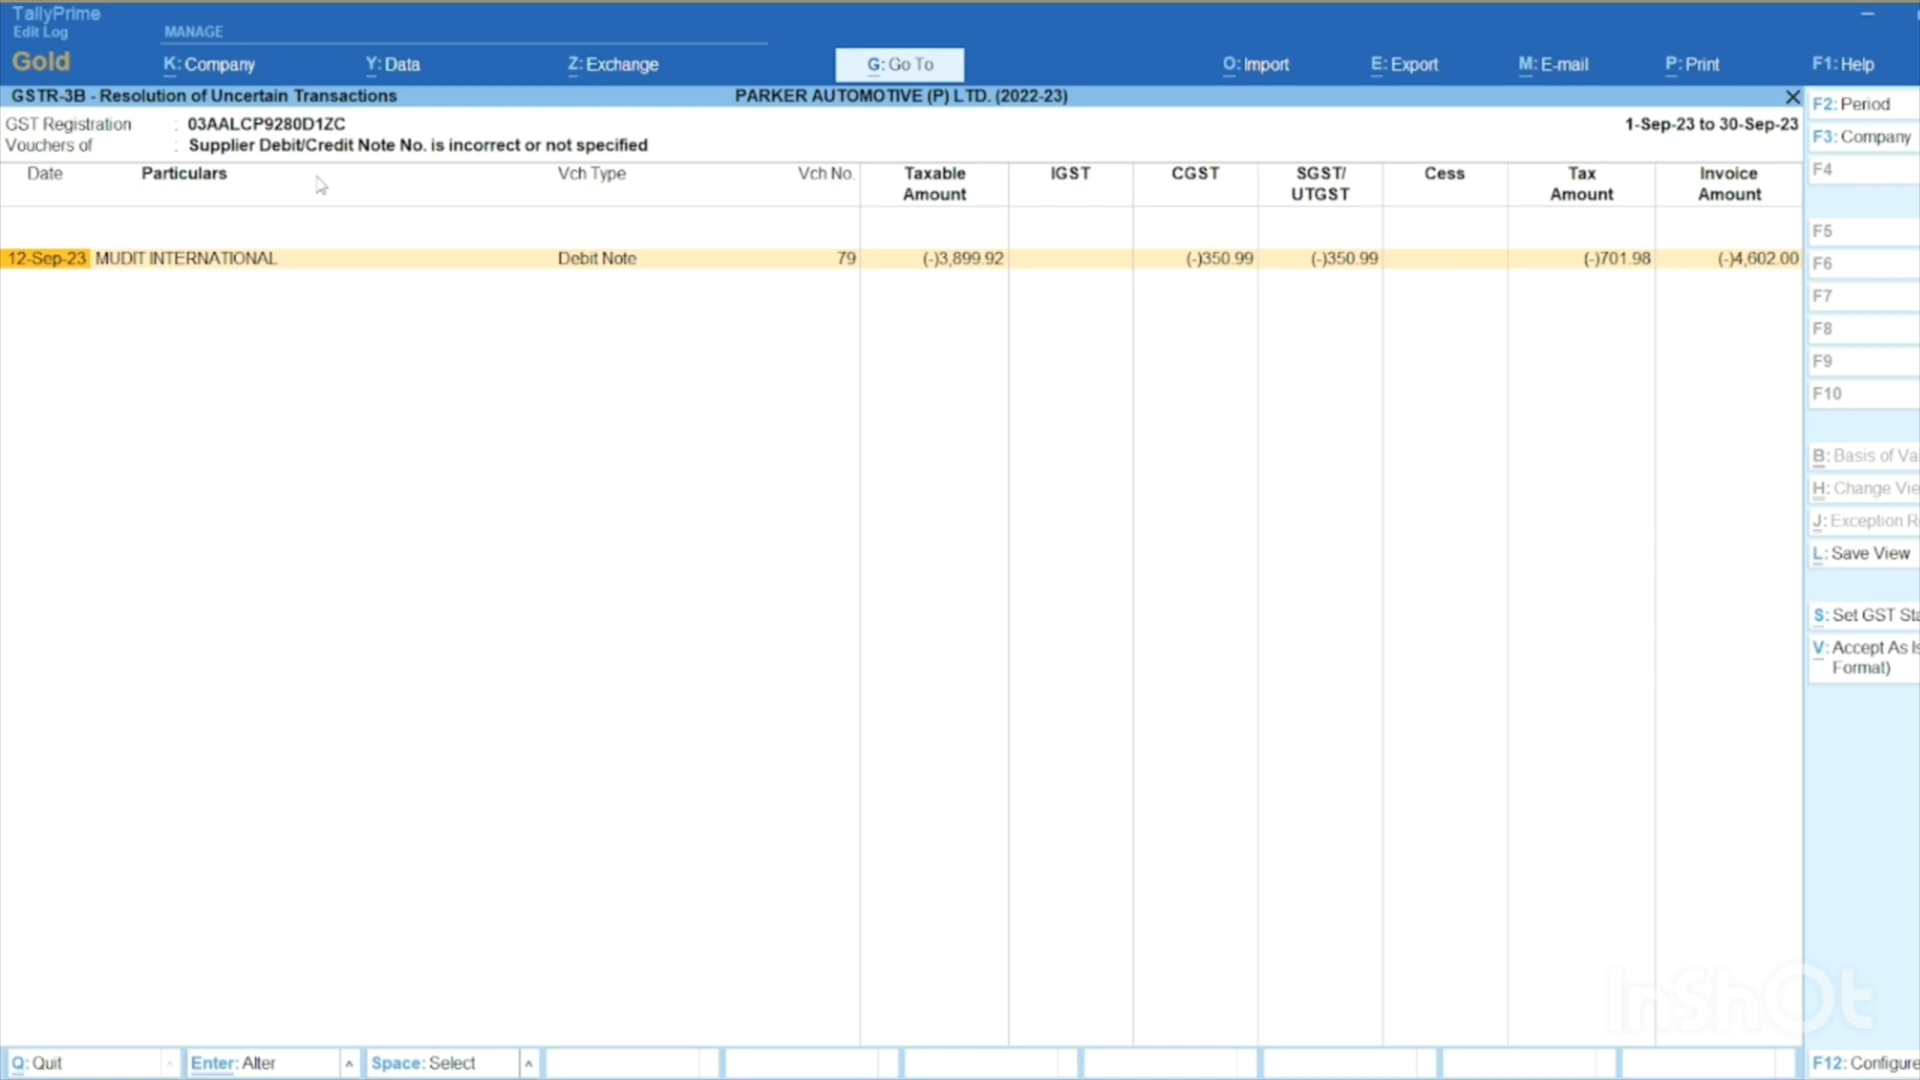 TallyPrime
Edit Log
Gold
MANAGE
K: Company
Y: Data
Z: Exchange
G: Go To
O: Import
E: Export
M: E-mail
P: Print
F1: Help
GSTR-3B - Resolution of Uncertain Transactions
PARKER AUTOMOTIVE (P) LTD. (2022-23)
GST Registration : 03AALCP9280D1ZC
1-Sep-23 to 30-Sep-23
Vouchers of : Supplier Debit/Credit Note No. is incorrect or not specified
Date Particulars Vch Type Vch No. Taxable Amount IGST CGST SGST/ UTGST Cess Tax Amount Invoice Amount
12-Sep-23 MUDIT INTERNATIONAL Debit Note 79 (-)3,899.92 (-)350.99 (-)350.99 (-)701.98 (-)4,602.00
F2: Period
F3: Company
F4
F5
F6
F7
F8
F9
F10
B: Basis of Va
H: Change Vie
J: Exception R
L: Save View
S: Set GST Sta
V: Accept As Is
Format)
InShOt
Q: Quit
Enter: Alter
Space: Select
F12: Configure